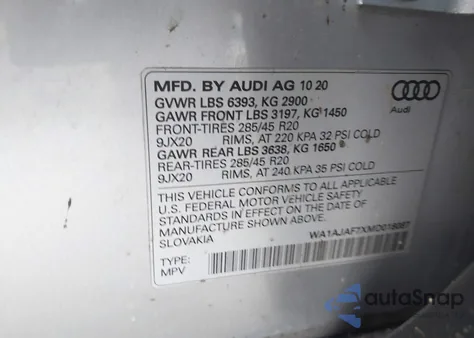 MFD. BY AUDI AG 10 20
GVWR LBS 6393, KG 2900
GAWR FRONT LBS 3197, KG 1450
FRONT-TIRES 285/45 R20
9JX20 RIMS, AT 220 KPA 32 PSI COLD
GAWR REAR LBS 3638, KG 1650
REAR-TIRES 285/45 R20
9JX20 RIMS, AT 240 KPA 35 PSI COLD
THIS VEHICLE CONFORMS TO ALL APPLICABLE
U.S. FEDERAL MOTOR VEHICLE SAFETY
STANDARDS IN EFFECT ON THE DATE OF
MANUFACTURE SHOWN ABOVE.
SLOVAKIA
TYPE:
MPV
Audi
autoSnap